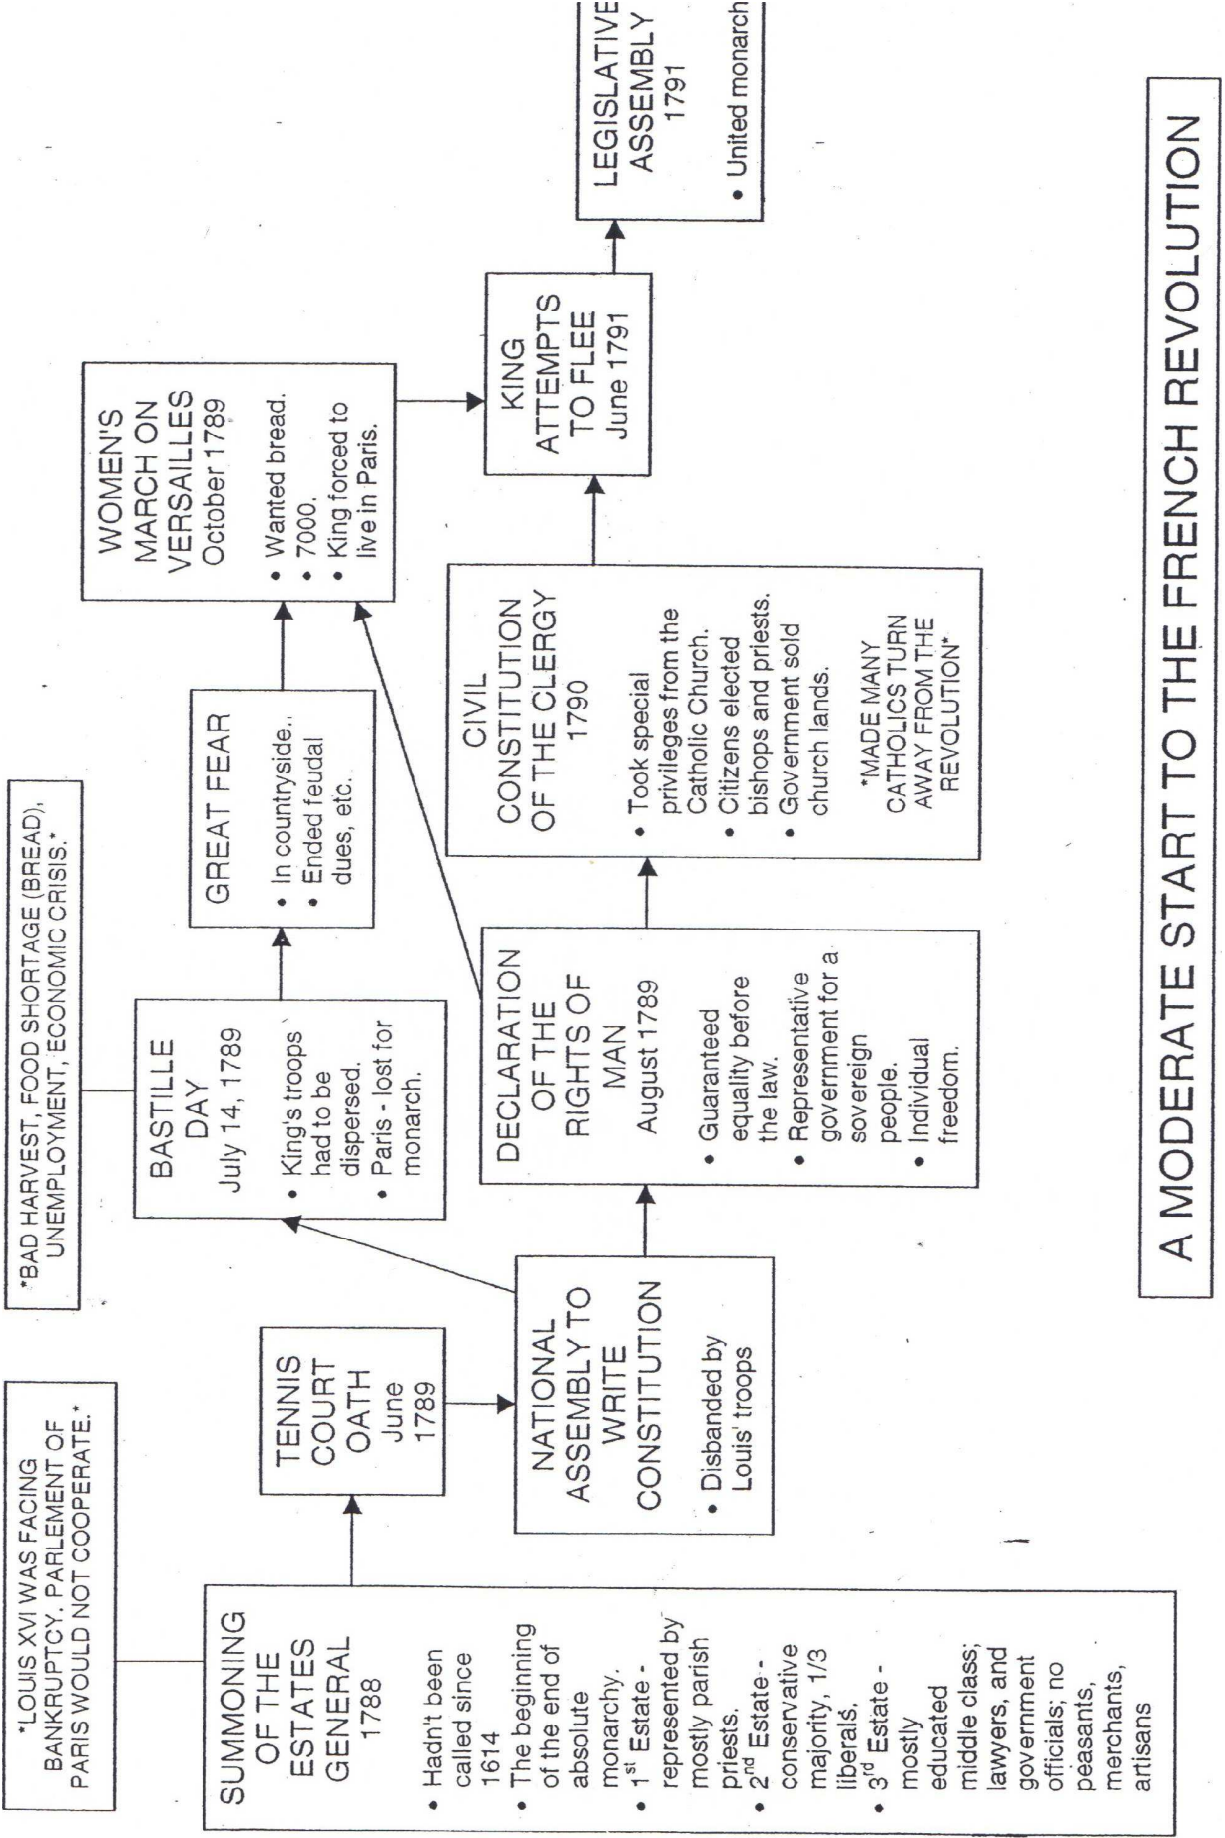 *LOUIS XVI WAS FACING
BANKRUPTCY. PARLEMENT OF
PARIS WOULD NOT COOPERATE.*
SUMMONING
OF THE
ESTATES
GENERAL
1788
• Hadn't been
called since
1614
• The beginning
of the end of
absolute
monarchy.
• 1st Estate -
represented by
mostly parish
priests.
• 2nd Estate -
conservative
majority, 1/3
liberals.
• 3rd Estate -
mostly
educated
middle class;
lawyers, and
government
officials; no
peasants,
merchants,
artisans
TENNIS
COURT
OATH
June
1789
NATIONAL
ASSEMBLY TO
WRITE
CONSTITUTION
• Disbanded by
Louis' troops
*BAD HARVEST, FOOD SHORTAGE (BREAD),
UNEMPLOYMENT, ECONOMIC CRISIS.*
BASTILLE
DAY
July 14, 1789
• King's troops
had to be
dispersed.
• Paris - lost for
monarch.
DECLARATION
OF THE
RIGHTS OF
MAN
August 1789
• Guaranteed
equality before
the law.
• Representative
government for a
sovereign
people.
• Individual
freedom.
GREAT FEAR
• In countryside..
• Ended feudal
dues, etc..
CIVIL
CONSTITUTION
OF THE CLERGY
1790
• Took special
privileges from the
Catholic Church.
• Citizens elected
bishops and priests.
• Government sold
church lands.
*MADE MANY
CATHOLICS TURN
AWAY FROM THE
REVOLUTION*
WOMEN'S
MARCH ON
VERSAILLES
October 1789
• Wanted bread.
• 7000.
• King forced to
live in Paris.
KING
ATTEMPTS
TO FLEE
June 1791
LEGISLATIVE
ASSEMBLY
1791
• United monarch
A MODERATE START TO THE FRENCH REVOLUTION